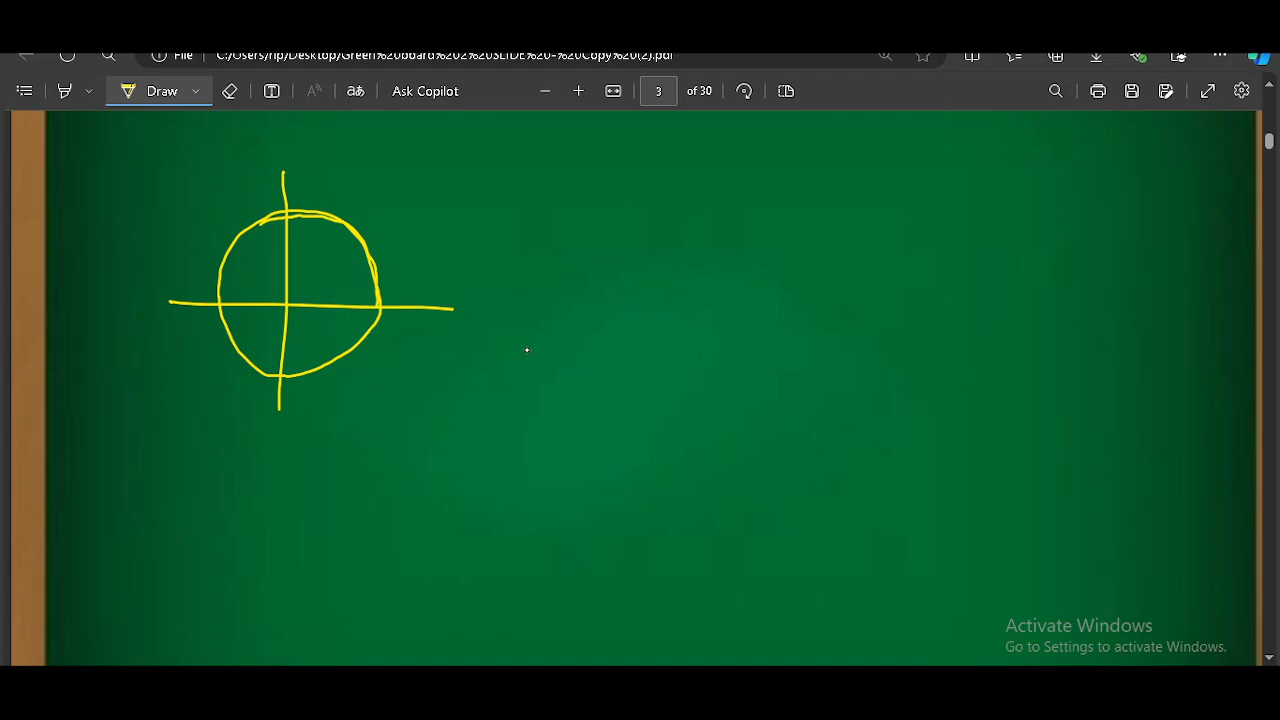 File C:/Users/hp/Desktop/Green%20board%202%20SLIDE%20-%20Copy%20(2).pdf
Draw Ask Copilot 3 of 30
Activate Windows
Go to Settings to activate Windows.